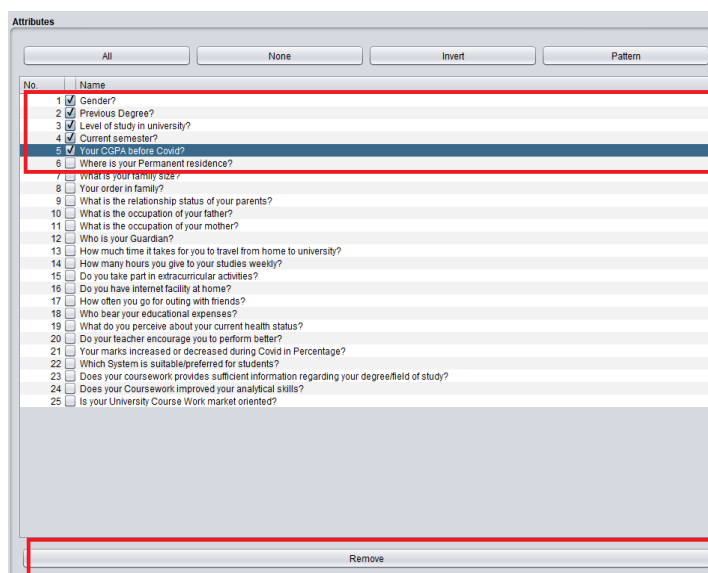 Attributes
All None Invert Pattern
No. Name
1 Gender?
2 Previous Degree?
3 Level of study in university?
4 Current semester?
5 Your CGPA before Covid?
6 Where is your Permanent residence?
7 What is your family size?
8 Your order in family?
9 What is the relationship status of your parents?
10 What is the occupation of your father?
11 What is the occupation of your mother?
12 Who is your Guardian?
13 How much time it takes for you to travel from home to university?
14 How many hours you give to your studies weekly?
15 Do you take part in extracurricular activities?
16 Do you have internet facility at home?
17 How often you go for outing with friends?
18 Who bear your educational expenses?
19 What do you perceive about your current health status?
20 Do your teacher encourage you to perform better?
21 Your marks increased or decreased during Covid in Percentage?
22 Which System is suitable/preferred for students?
23 Does your coursework provides sufficient information regarding your degree/field of study?
24 Does your Coursework improved your analytical skills?
25 Is your University Course Work market oriented?
Remove